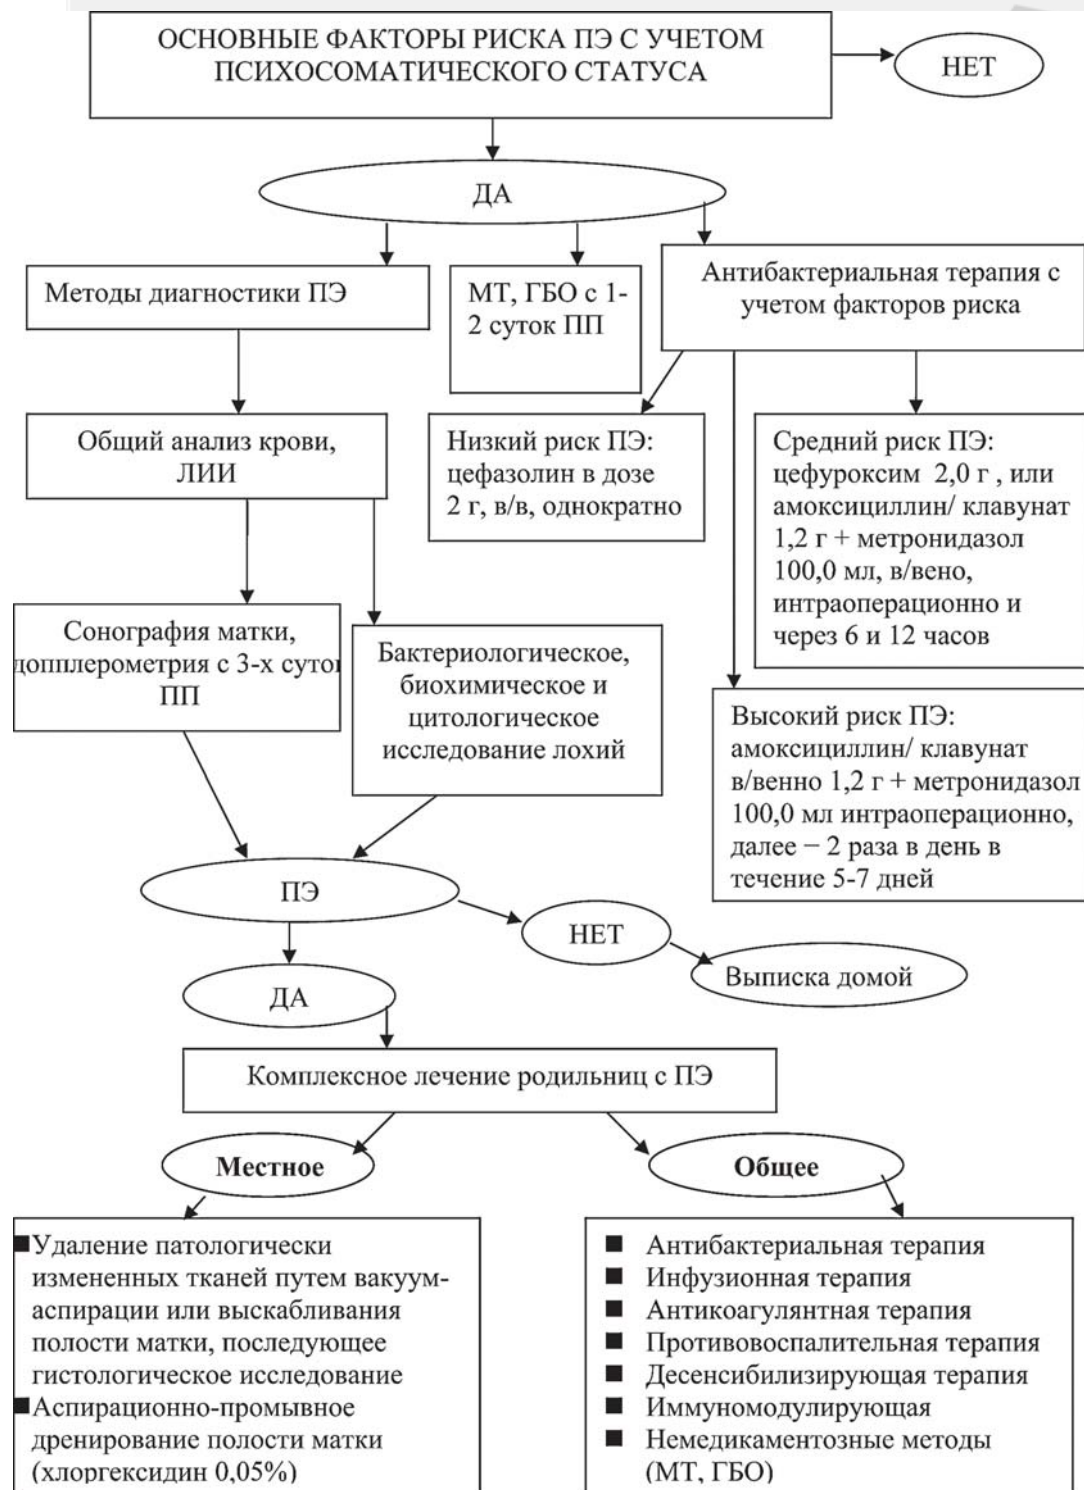 ОСНОВНЫЕ ФАКТОРЫ РИСКА ПЭ С УЧЕТОМ
ПСИХОСОМАТИЧЕСКОГО СТАТУСА
НЕТ
ДА
Методы диагностики ПЭ
МТ, ГБО с 1-
2 суток ПП
Антибактериальная терапия с
учетом факторов риска
Общий анализ крови,
ЛИИ
Низкий риск ПЭ:
цефазолин в дозе
2 г, в/в, однократно
Средний риск ПЭ:
цефуроксим 2,0 г , или
амоксициллин/ клавунат
1,2 г + метронидазол
100,0 мл, в/вено,
интраоперационно и
через 6 и 12 часов
Сонография матки,
допплерометрия с 3-х суток
ПП
Бактериологическое,
биохимическое и
цитологическое
исследование лохий
Высокий риск ПЭ:
амоксициллин/ клавунат
в/венно 1,2 г + метронидазол
100,0 мл интраоперационно,
далее − 2 раза в день в
течение 5-7 дней
ПЭ
НЕТ
Выписка домой
ДА
Комплексное лечение родильниц с ПЭ
Местное
Общее
■ Удаление патологически
измененных тканей путем вакуум-
аспирации или выскабливания
полости матки, последующее
гистологическое исследование
■ Аспирационно-промывное
дренирование полости матки
(хлоргексидин 0,05%)
■ Антибактериальная терапия
■ Инфузионная терапия
■ Антикоагулянтная терапия
■ Противовоспалительная терапия
■ Десенсибилизирующая терапия
■ Иммуномодулирующая
■ Немедикаментозные методы
(МТ, ГБО)